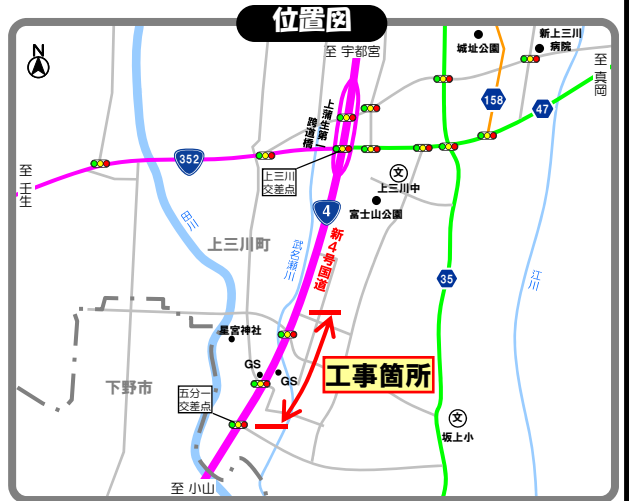 位置図
N
至 宇都宮
城址公園
新上三川
病院
至
真
岡
158
47
上蒲生第一
跨道橋
352
至
壬
生
上三川
交差点
文
上三川中
富士山公園
4
田川
上三川町
武名瀬川
新4号国道
35
江川
星宮神社
GS
GS
工事箇所
下野市
五分一
交差点
文
坂上小
至 小山